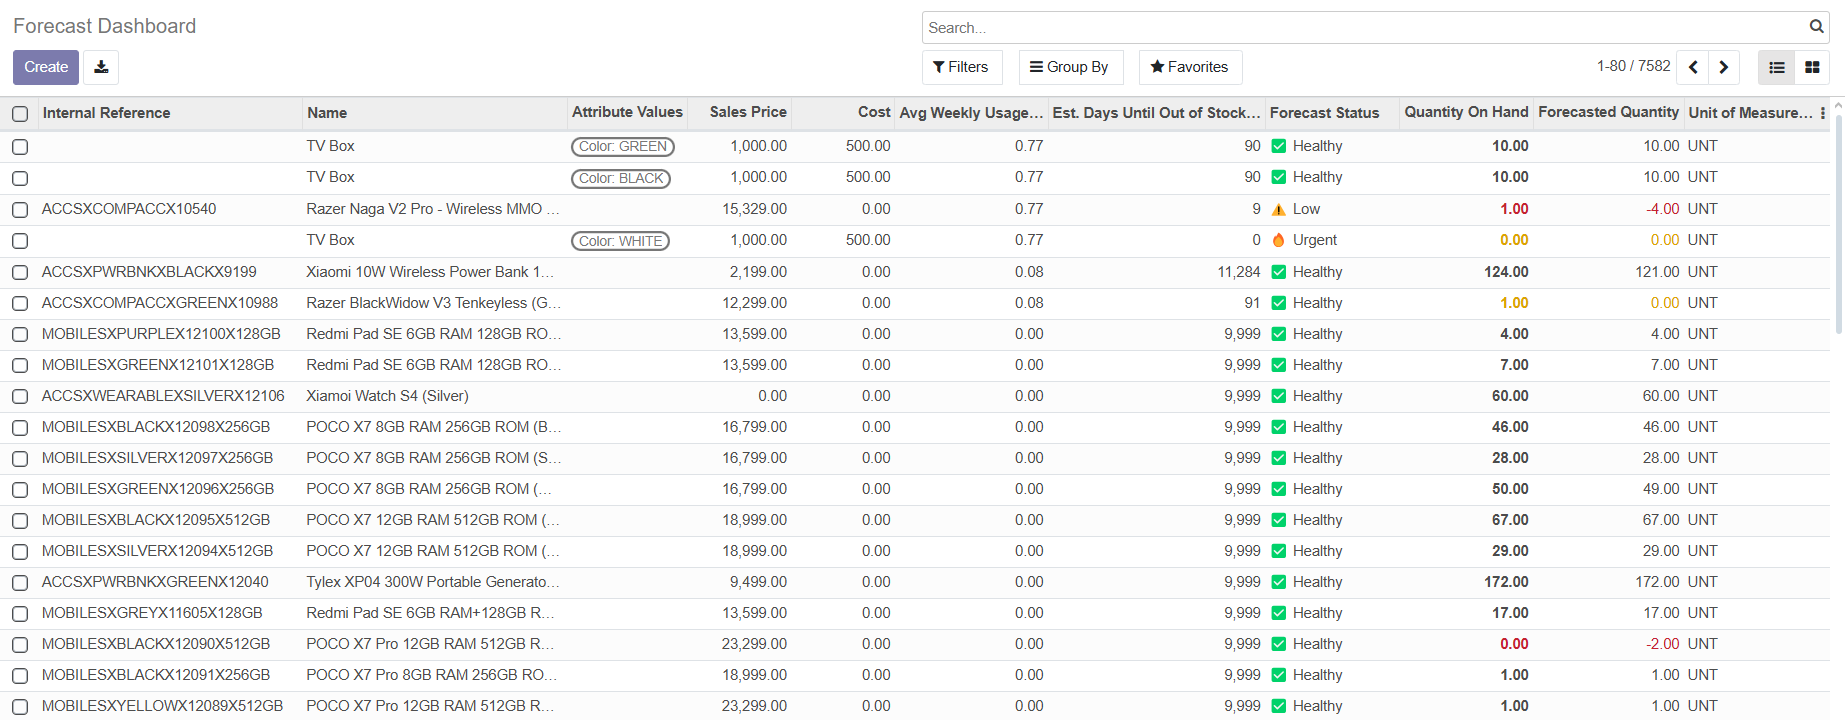 Forecast Dashboard
Search...
Create
Filters Group By Favorites 1-80 / 7582
Internal Reference Name Attribute Values Sales Price Cost Avg Weekly Usage... Est. Days Until Out of Stock... Forecast Status Quantity On Hand Forecasted Quantity Unit of Measure...
TV Box Color: GREEN 1,000.00 500.00 0.77 90 Healthy 10.00 10.00 UNT
TV Box Color: BLACK 1,000.00 500.00 0.77 90 Healthy 10.00 10.00 UNT
ACCSXCOMPACCX10540 Razer Naga V2 Pro - Wireless MMO ... 15,329.00 0.00 0.77 9 Low 1.00 -4.00 UNT
TV Box Color: WHITE 1,000.00 500.00 0.77 0 Urgent 0.00 0.00 UNT
ACCSXPWRBNKXBLACKX9199 Xiaomi 10W Wireless Power Bank 1... 2,199.00 0.00 0.08 11,284 Healthy 124.00 121.00 UNT
ACCSXCOMPACCXGREENX10988 Razer BlackWidow V3 Tenkeyless (G... 12,299.00 0.00 0.08 91 Healthy 1.00 0.00 UNT
MOBILESXPURPLEX12100X128GB Redmi Pad SE 6GB RAM 128GB RO... 13,599.00 0.00 0.00 9,999 Healthy 4.00 4.00 UNT
MOBILESXGREENX12101X128GB Redmi Pad SE 6GB RAM 128GB RO... 13,599.00 0.00 0.00 9,999 Healthy 7.00 7.00 UNT
ACCSXWEARABLEXSILVERX12106 Xiamoi Watch S4 (Silver) 0.00 0.00 0.00 9,999 Healthy 60.00 60.00 UNT
MOBILESXBLACKX12098X256GB POCO X7 8GB RAM 256GB ROM (B... 16,799.00 0.00 0.00 9,999 Healthy 46.00 46.00 UNT
MOBILESXSILVERX12097X256GB POCO X7 8GB RAM 256GB ROM (S... 16,799.00 0.00 0.00 9,999 Healthy 28.00 28.00 UNT
MOBILESXGREENX12096X256GB POCO X7 8GB RAM 256GB ROM (... 16,799.00 0.00 0.00 9,999 Healthy 50.00 49.00 UNT
MOBILESXBLACKX12095X512GB POCO X7 12GB RAM 512GB ROM (... 18,999.00 0.00 0.00 9,999 Healthy 67.00 67.00 UNT
MOBILESXSILVERX12094X512GB POCO X7 12GB RAM 512GB ROM (... 18,999.00 0.00 0.00 9,999 Healthy 29.00 29.00 UNT
ACCSXPWRBNKXGREENX12040 Tylex XP04 300W Portable Generato... 9,499.00 0.00 0.00 9,999 Healthy 172.00 172.00 UNT
MOBILESXGREYX11605X128GB Redmi Pad SE 6GB RAM+128GB R... 13,599.00 0.00 0.00 9,999 Healthy 17.00 17.00 UNT
MOBILESXBLACKX12090X512GB POCO X7 Pro 12GB RAM 512GB R... 23,299.00 0.00 0.00 9,999 Healthy 0.00 -2.00 UNT
MOBILESXBLACKX12091X256GB POCO X7 Pro 8GB RAM 256GB RO... 18,999.00 0.00 0.00 9,999 Healthy 1.00 1.00 UNT
MOBILESXYELLOWX12089X512GB POCO X7 Pro 12GB RAM 512GB R... 23,299.00 0.00 0.00 9,999 Healthy 1.00 1.00 UNT